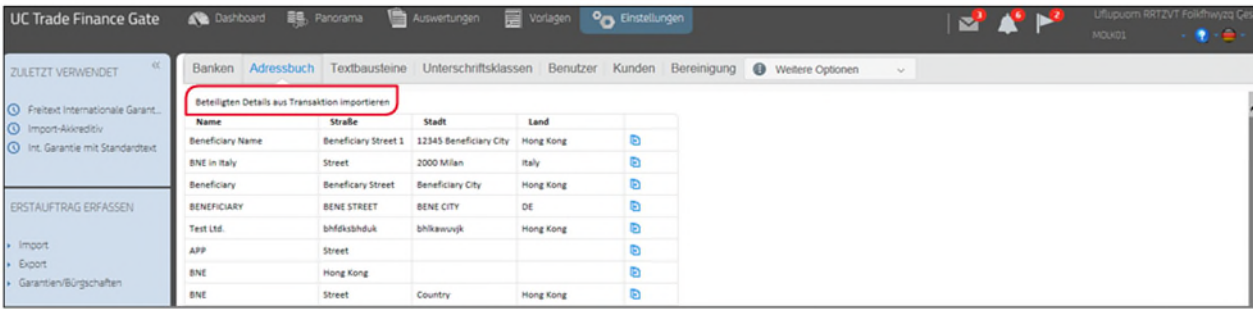 UC Trade Finance Gate Dashboard Panorama Auswertungen Vorlagen Einstellungen 3 6 2
MOLK01
ZULETZT VERWENDET
Freitext Internationale Garant...
Import-Akkreditiv
Int. Garantie mit Standardtext
ERSTAUFTRAG ERFASSEN
Import
Export
Garantien/Bürgschaften
Banken Adressbuch Textbausteine Unterschriftsklassen Benutzer Kunden Bereinigung Weitere Optionen
Beteiligten Details aus Transaktion importieren
Name Straße Stadt Land
Beneficiary Name Beneficiary Street 1 12345 Beneficiary City Hong Kong
BNE in Italy Street 2000 Milan Italy
Beneficiary Beneficary Street Beneficiary City Hong Kong
BENEFICIARY BENE STREET BENE CITY DE
Test Ltd. bhfdksbhduk bhlkawuvjk Hong Kong
APP Street
BNE Hong Kong
BNE Street Country Hong Kong